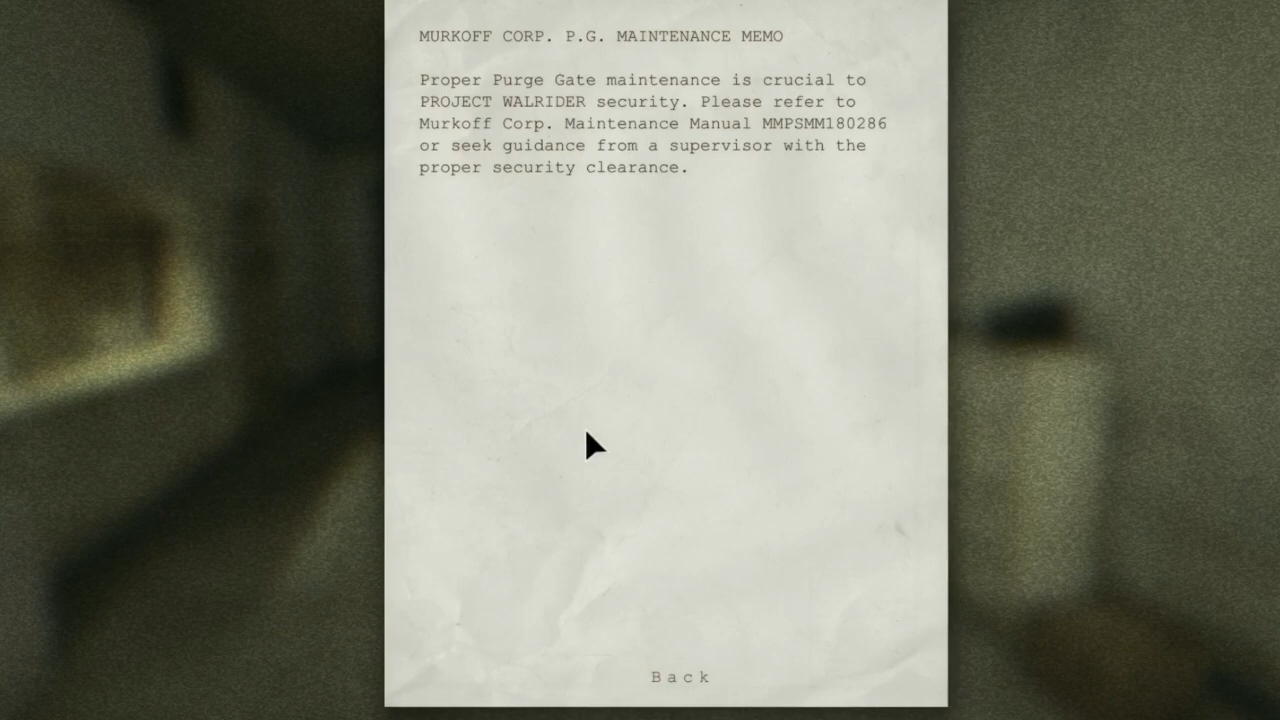 MURKOFF CORP. P.G. MAINTENANCE MEMO
Proper Purge Gate maintenance is crucial to
PROJECT WALRIDER security. Please refer to
Murkoff Corp. Maintenance Manual MMPSMM180286
or seek guidance from a supervisor with the
proper security clearance.
Back